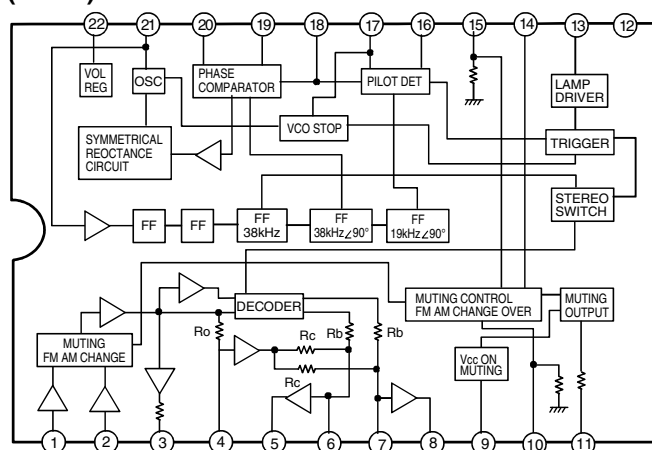 22 21 20 19 18 17 16 15 14 13 12
VOL
REG
OSC
PHASE
COMPARATOR
PILOT DET
LAMP
DRIVER
SYMMETRICAL
REOCTANCE
CIRCUIT
VCO STOP
TRIGGER
STEREO
SWITCH
FF
FF
FF
38kHz
FF
38kHz∠90°
FF
19kHz∠90°
DECODER
MUTING CONTROL
FM AM CHANGE OVER
MUTING
OUTPUT
MUTING
FM AM CHANGE
Ro
Rc
Rb
Rb
Rc
Vcc ON
MUTING
1 2 3 4 5 6 7 8 9 10 11